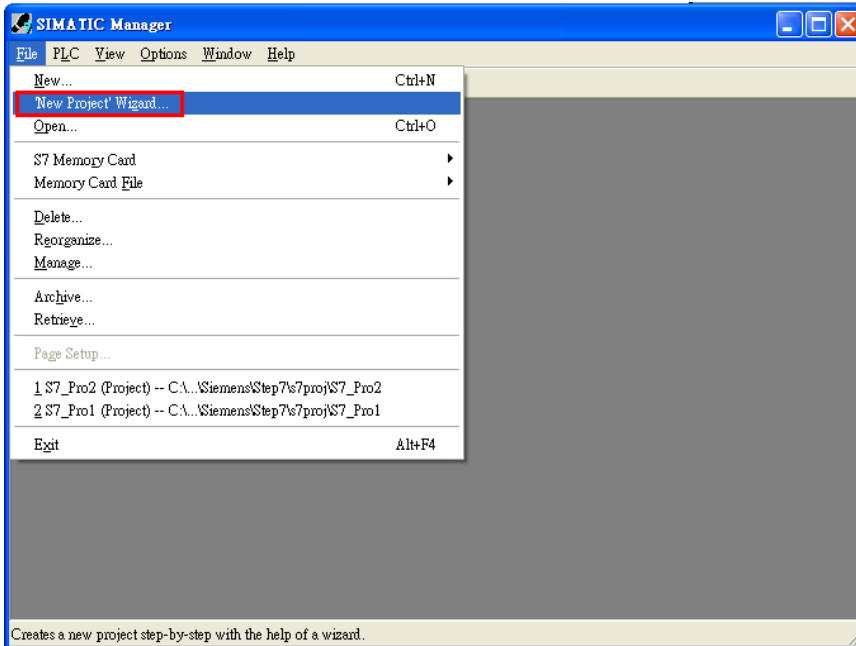 SIMATIC Manager
File PLC View Options Window Help
New... Ctrl+N
'New Project' Wizard...
Open... Ctrl+O
S7 Memory Card
Memory Card File
Delete...
Reorganize...
Manage...
Archive...
Retrieve...
Page Setup...
1 S7_Pro2 (Project) -- C:\...\Siemens\Step7\s7proj\S7_Pro2
2 S7_Pro1 (Project) -- C:\...\Siemens\Step7\s7proj\S7_Pro1
Exit Alt+F4
Creates a new project step-by-step with the help of a wizard.